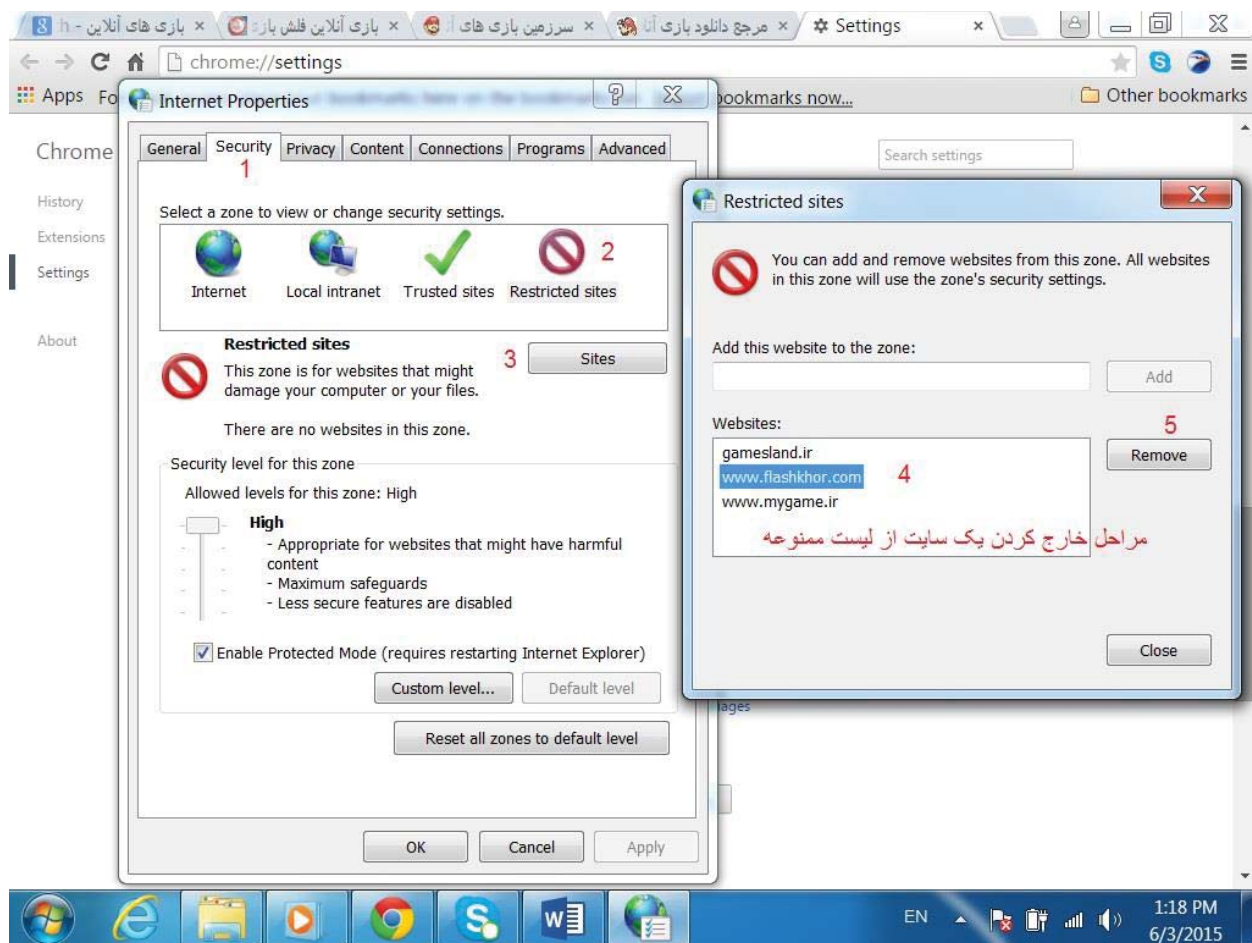 بازی های آنلاین - h
بازی آنلاین فلش باز
سرزمین بازی های آ
مرجع دانلود بازی آنا
Settings
chrome://settings
Apps Fo
bookmarks now...
Other bookmarks
Chrome
History
Extensions
Settings
About
Search settings
Internet Properties
General Security Privacy Content Connections Programs Advanced
1
Select a zone to view or change security settings.
2
Internet Local intranet Trusted sites Restricted sites
Restricted sites
3 Sites
This zone is for websites that might
damage your computer or your files.
There are no websites in this zone.
Security level for this zone
Allowed levels for this zone: High
High
- Appropriate for websites that might have harmful
content
- Maximum safeguards
- Less secure features are disabled
Enable Protected Mode (requires restarting Internet Explorer)
Custom level... Default level
Reset all zones to default level
OK Cancel Apply
Restricted sites
You can add and remove websites from this zone. All websites
in this zone will use the zone's security settings.
Add this website to the zone:
Add
Websites:
5
gamesland.ir
Remove
www.flashkhor.com 4
www.mygame.ir
مراحل خارج کردن یک سایت از لیست ممنوعه
Close
ages
EN
1:18 PM
6/3/2015